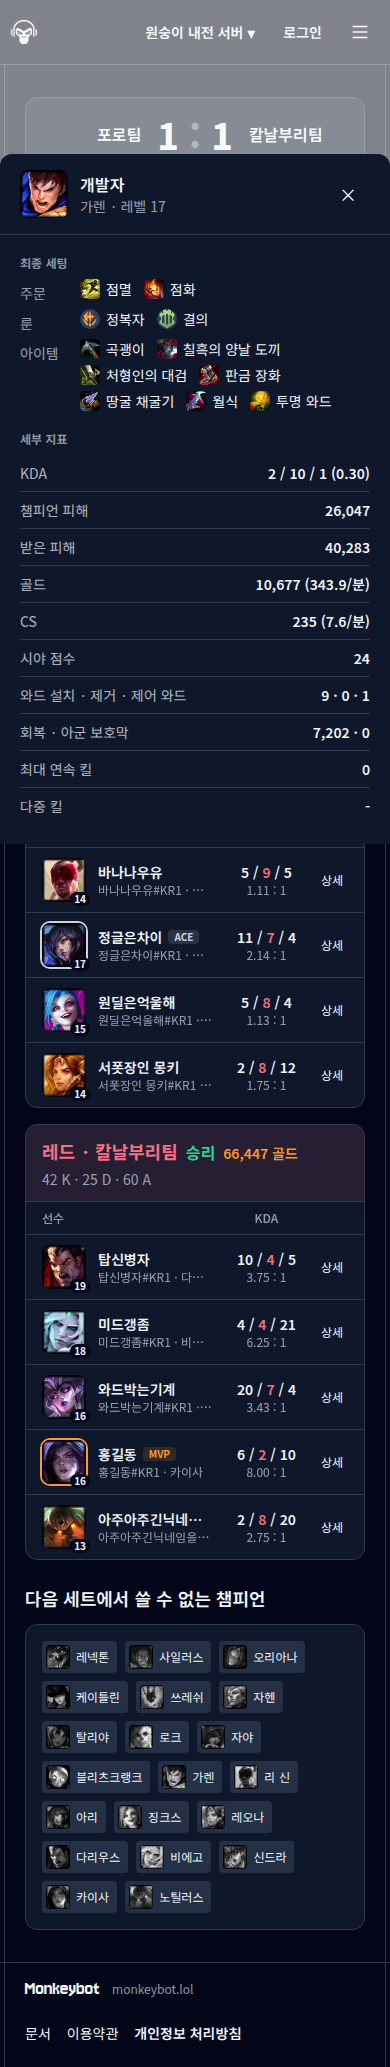 원숭이 내전 서버 ▾ 로그인
포로팀 1 : 1 칼날부리팀
개발자
가렌 · 레벨 17
최종 세팅
주문 점멸 점화
룬 정복자 결의
아이템 곡괭이 칠흑의 양날 도끼
처형인의 대검 판금 장화
땅굴 채굴기 월식 투명 와드
세부 지표
KDA 2 / 10 / 1 (0.30)
챔피언 피해 26,047
받은 피해 40,283
골드 10,677 (343.9/분)
CS 235 (7.6/분)
시야 점수 24
와드 설치 · 제거 · 제어 와드 9 · 0 · 1
회복 · 아군 보호막 7,202 · 0
최대 연속 킬 0
다중 킬 -
바나나우유 5 / 9 / 5 상세
14 바나나우유#KR1 · ··· 1.11 : 1
정글은차이 ACE 11 / 7 / 4 상세
17 정글은차이#KR1 · ··· 2.14 : 1
원딜은억울해 5 / 8 / 4 상세
15 원딜은억울해#KR1 ···· 1.13 : 1
서폿장인 몽키 2 / 8 / 12 상세
14 서폿장인 몽키#KR1 ··· 1.75 : 1
레드 · 칼날부리팀 승리 66,447 골드
42 K · 25 D · 60 A
선수 KDA
탑신병자 10 / 4 / 5 상세
19 탑신병자#KR1 · 다··· 3.75 : 1
미드갱좀 4 / 4 / 21 상세
18 미드갱좀#KR1 · 비··· 6.25 : 1
와드박는기계 20 / 7 / 4 상세
16 와드박는기계#KR1 ···· 3.43 : 1
홍길동 MVP 6 / 2 / 10 상세
16 홍길동#KR1 · 카이사 8.00 : 1
아주아주긴닉네··· 2 / 8 / 20 상세
13 아주아주긴닉네임을··· 2.75 : 1
다음 세트에서 쓸 수 없는 챔피언
레넥톤 사일러스 오리아나
케이틀린 쓰레쉬 자헨
탈리야 로크 자야
블리츠크랭크 가렌 리 신
아리 징크스 레오나
다리우스 비에고 신드라
카이사 노틸러스
Monkeybot monkeybot.lol
문서 이용약관 개인정보 처리방침